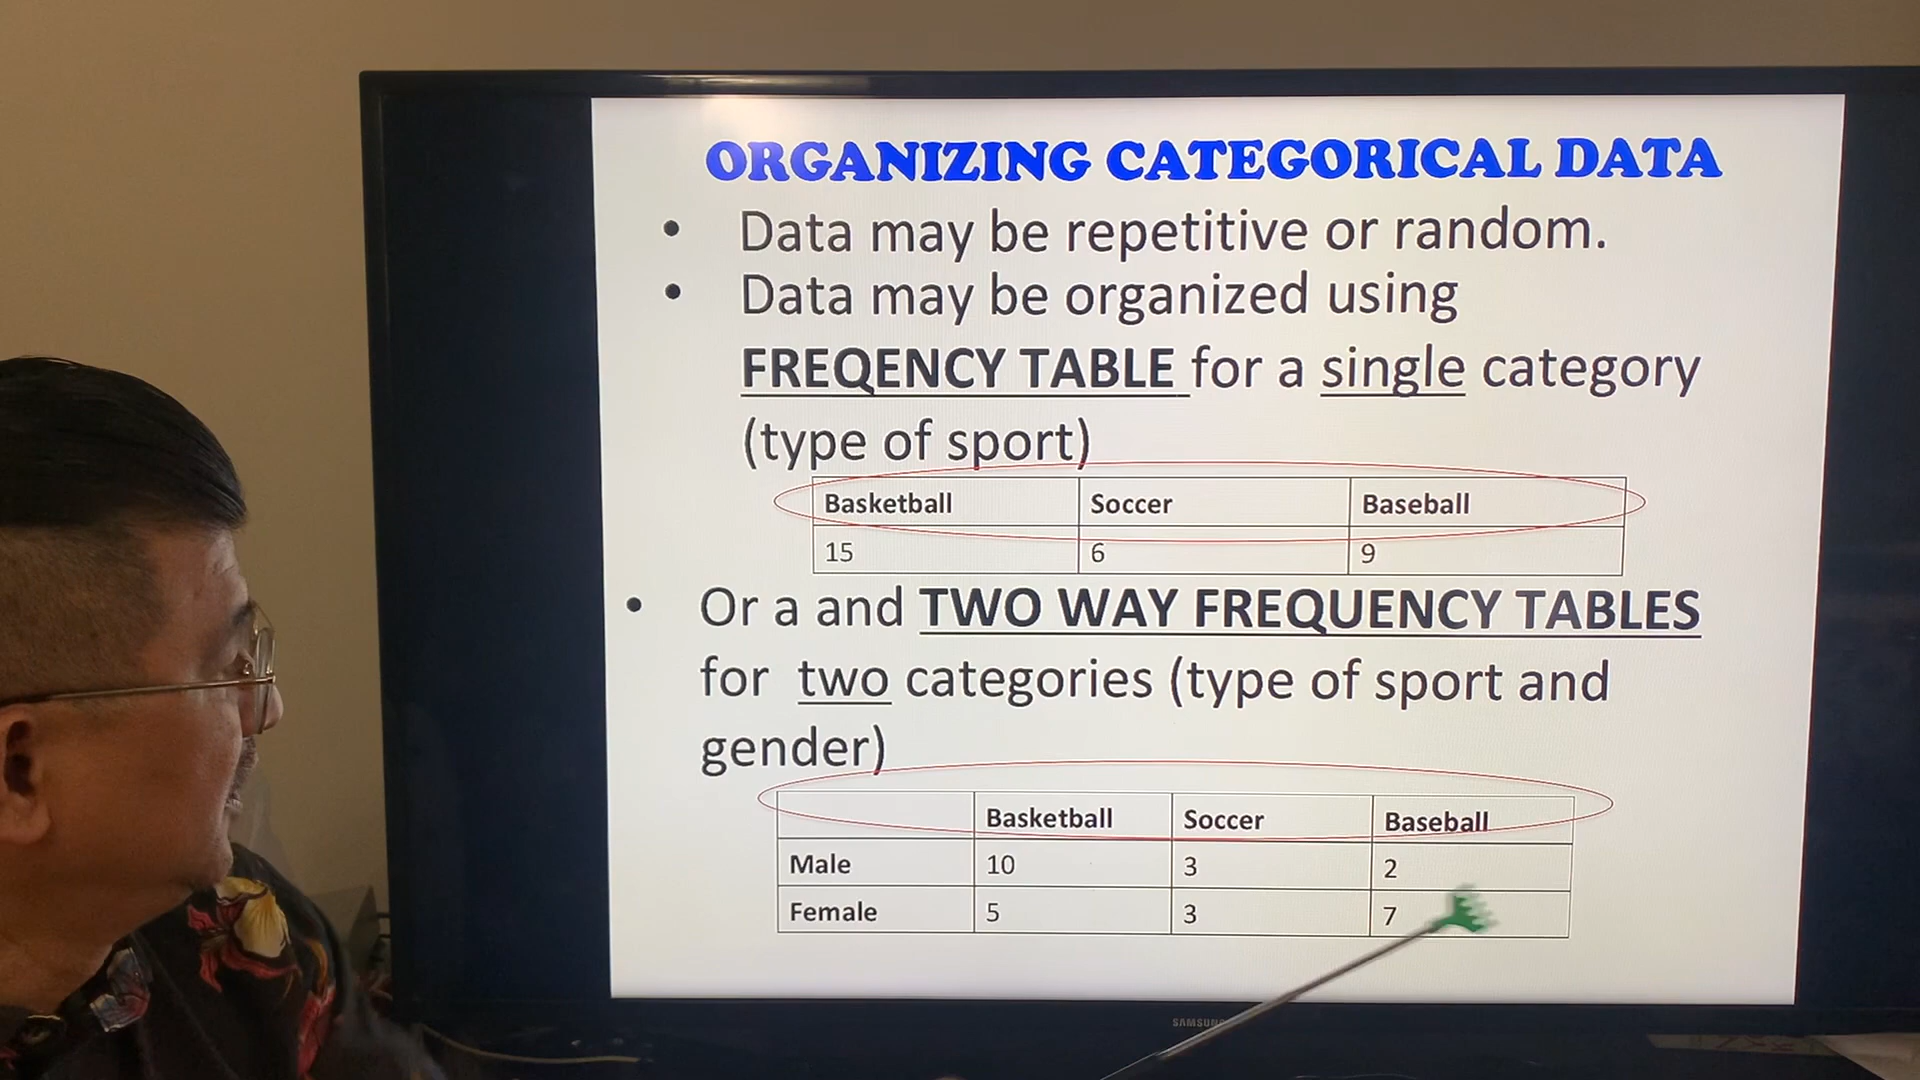 ORGANIZING CATEGORICAL DATA
• Data may be repetitive or random.
• Data may be organized using
FREQENCY TABLE for a single category
(type of sport)
Basketball Soccer Baseball
15 6 9
• Or a and TWO WAY FREQUENCY TABLES
for two categories (type of sport and
gender)
Basketball Soccer Baseball
Male 10 3 2
Female 5 3 7
SAMSUNG